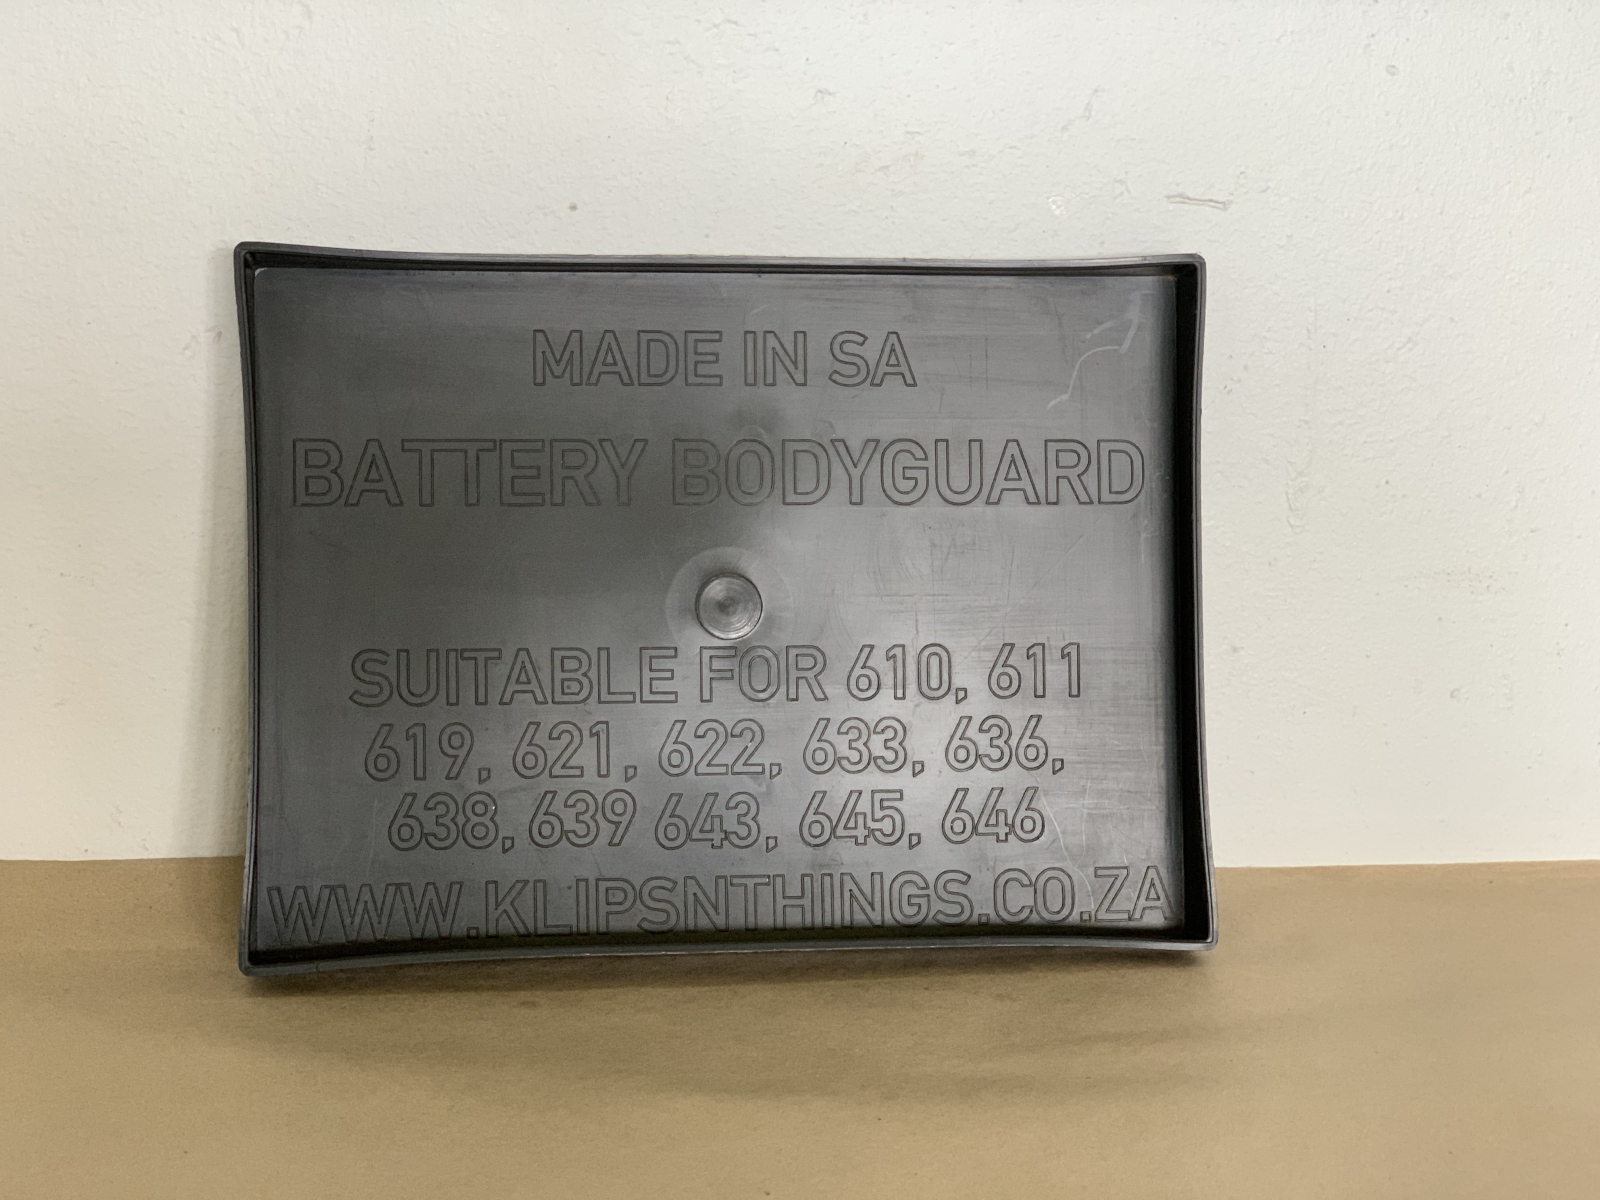 MADE IN SA
BATTERY BODYGUARD
SUITABLE FOR 610, 611
619, 621, 622, 633, 636,
638, 639 643, 645, 646
WWW.KLIPSNTHINGS.CO.ZA